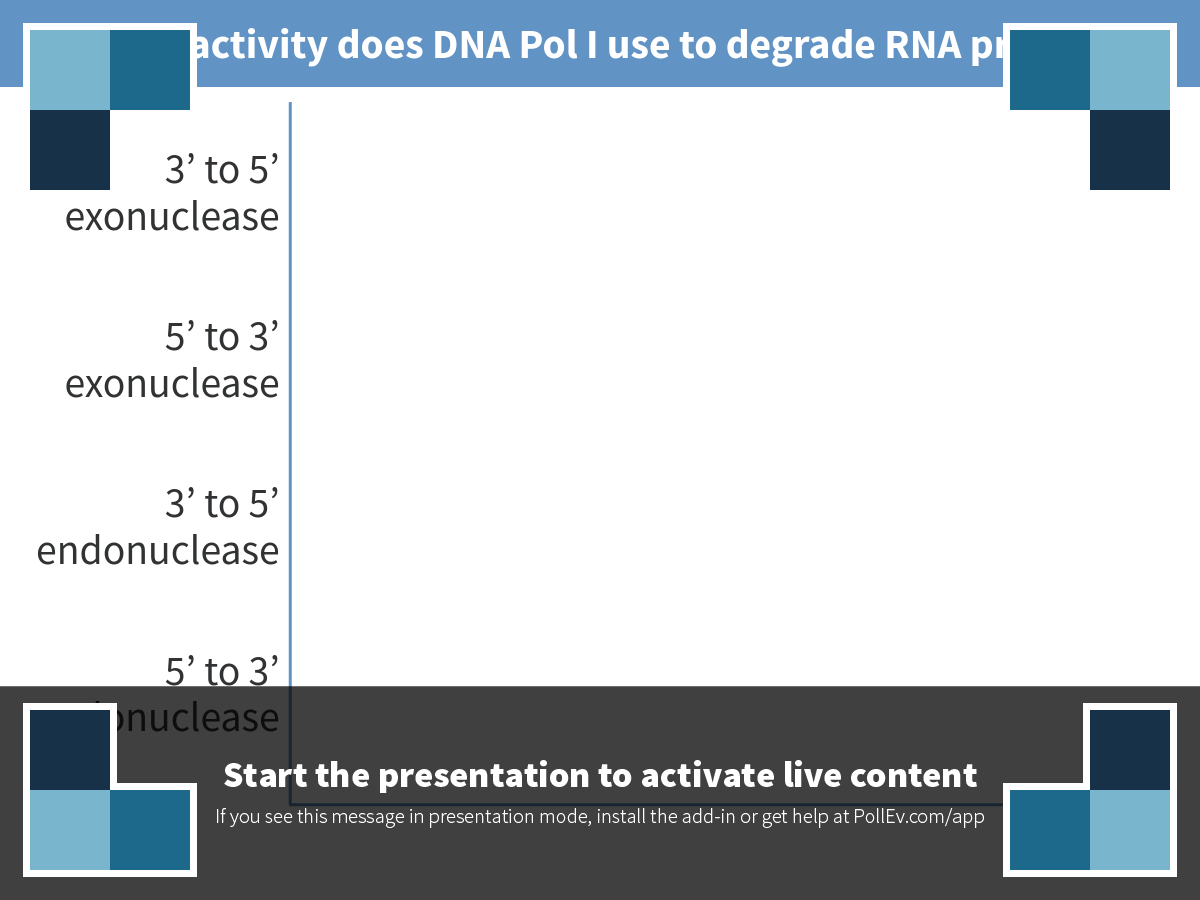 activity does DNA Pol I use to degrade RNA
3’ to 5’
exonuclease
5’ to 3’
exonuclease
3’ to 5’
endonuclease
5’ to 3’
Start the presentation to activate live content
If you see this message in presentation mode, install the add-in or get help at PollEv.com/app